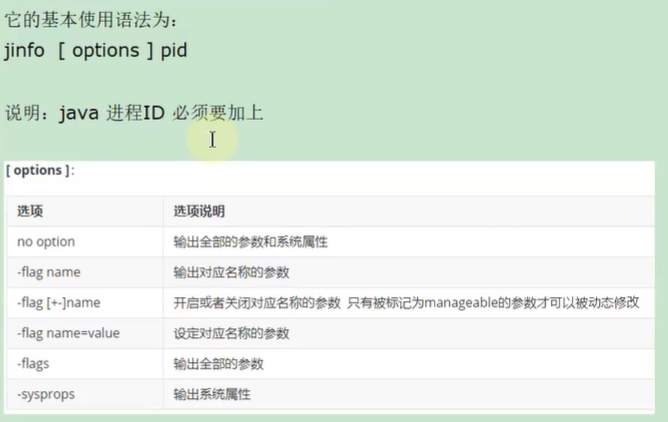 它的基本使用语法为：
jinfo [ options ] pid
说明：java 进程ID 必须要加上
[ options ]:
选项 选项说明
no option 输出全部的参数和系统属性
-flag name 输出对应名称的参数
-flag [+-]name 开启或者关闭对应名称的参数 只有被标记为manageable的参数才可以被动态修改
-flag name=value 设定对应名称的参数
-flags 输出全部的参数
-sysprops 输出系统属性